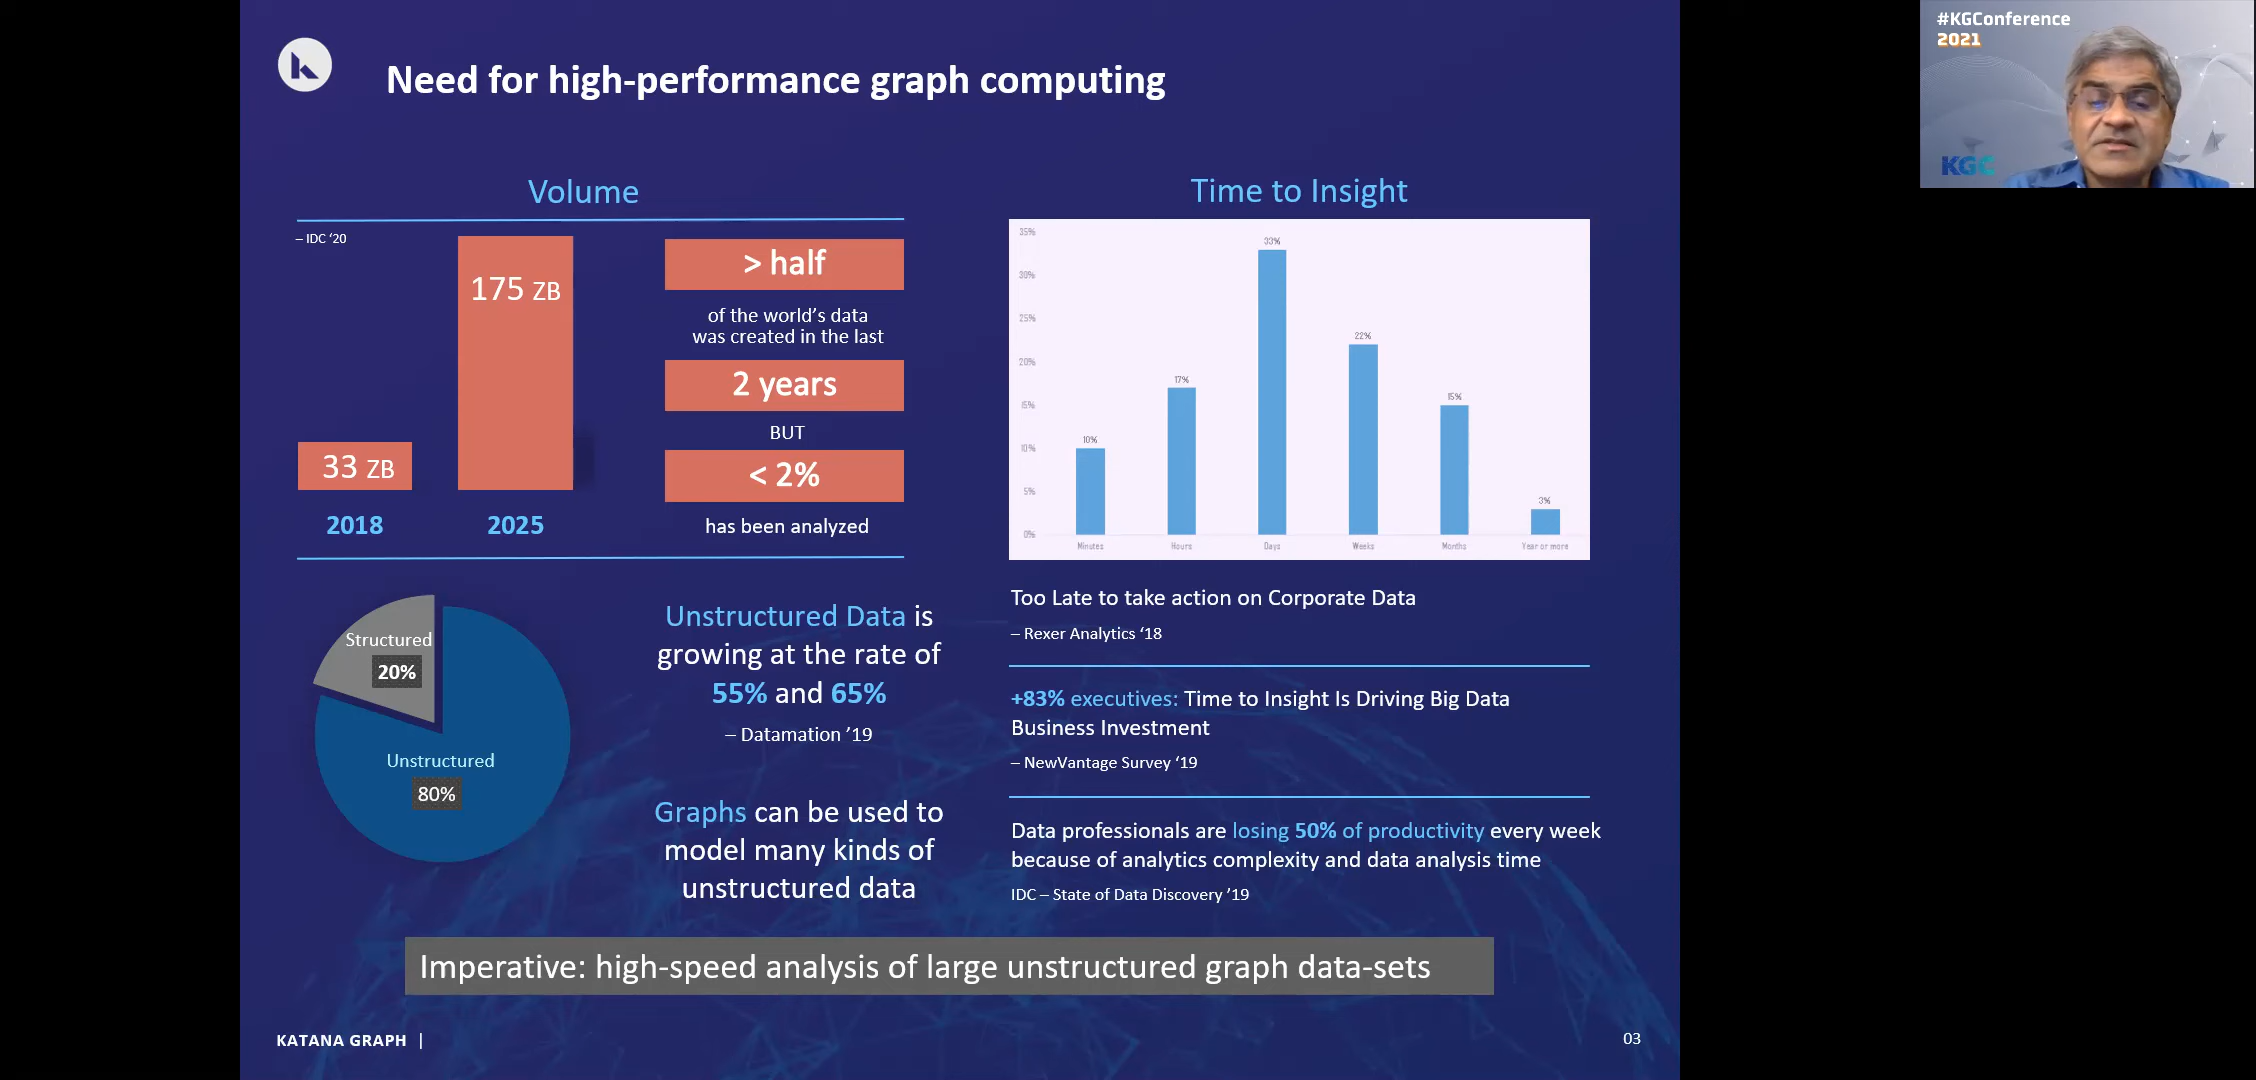 Need for high-performance graph computing
Volume
– IDC ‘20
175 ZB
33 ZB
2018
2025
> half
of the world’s data
was created in the last
2 years
BUT
< 2%
has been analyzed
Structured
20%
Unstructured
80%
Unstructured Data is
growing at the rate of
55% and 65%
– Datamation ’19
Graphs can be used to
model many kinds of
unstructured data
Time to Insight
35%
30%
25%
20%
15%
10%
5%
0%
10%
17%
33%
22%
15%
3%
Minutes
Hours
Days
Weeks
Months
Year or more
Too Late to take action on Corporate Data
– Rexer Analytics ‘18
+83% executives: Time to Insight Is Driving Big Data
Business Investment
– NewVantage Survey ‘19
Data professionals are losing 50% of productivity every week
because of analytics complexity and data analysis time
IDC – State of Data Discovery ’19
Imperative: high-speed analysis of large unstructured graph data-sets
KATANA GRAPH |
03
#KGConference
2021
KGC